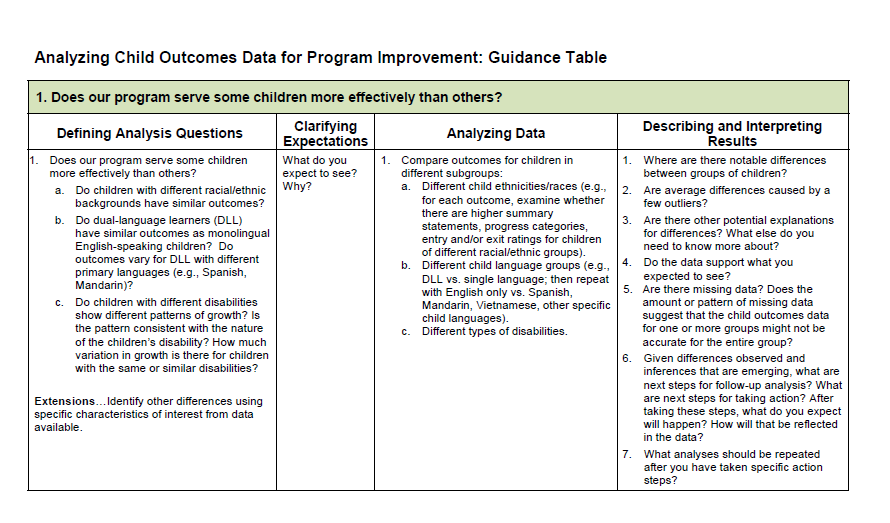 Analyzing Child Outcomes Data for Program Improvement: Guidance Table
1. Does our program serve some children more effectively than others?
Defining Analysis Questions
Clarifying
Expectations
Analyzing Data
Describing and Interpreting
Results
1. Does our program serve some children
more effectively than others?
a. Do children with different racial/ethnic
backgrounds have similar outcomes?
b. Do dual-language learners (DLL)
have similar outcomes as monolingual
English-speaking children? Do
outcomes vary for DLL with different
primary languages (e.g., Spanish,
Mandarin)?
c. Do children with different disabilities
show different patterns of growth? Is
the pattern consistent with the nature
of the children's disability? How much
variation in growth is there for children
with the same or similar disabilities?
Extensions…Identify other differences using
specific characteristics of interest from data
available.
What do you
expect to see?
Why?
1. Compare outcomes for children in
different subgroups:
a. Different child ethnicities/races (e.g.,
for each outcome, examine whether
there are higher summary
statements, progress categories,
entry and/or exit ratings for children
of different racial/ethnic groups).
b. Different child language groups (e.g.,
DLL vs. single language; then repeat
with English only vs. Spanish,
Mandarin, Vietnamese, other specific
child languages).
c. Different types of disabilities.
1. Where are there notable differences
between groups of children?
2. Are average differences caused by a
few outliers?
3. Are there other potential explanations
for differences? What else do you
need to know more about?
4. Do the data support what you
expected to see?
5. Are there missing data? Does the
amount or pattern of missing data
suggest that the child outcomes data
for one or more groups might not be
accurate for the entire group?
6. Given differences observed and
inferences that are emerging, what are
next steps for follow-up analysis? What
are next steps for taking action? After
taking these steps, what do you expect
will happen? How will that be reflected
in the data?
7. What analyses should be repeated
after you have taken specific action
steps?